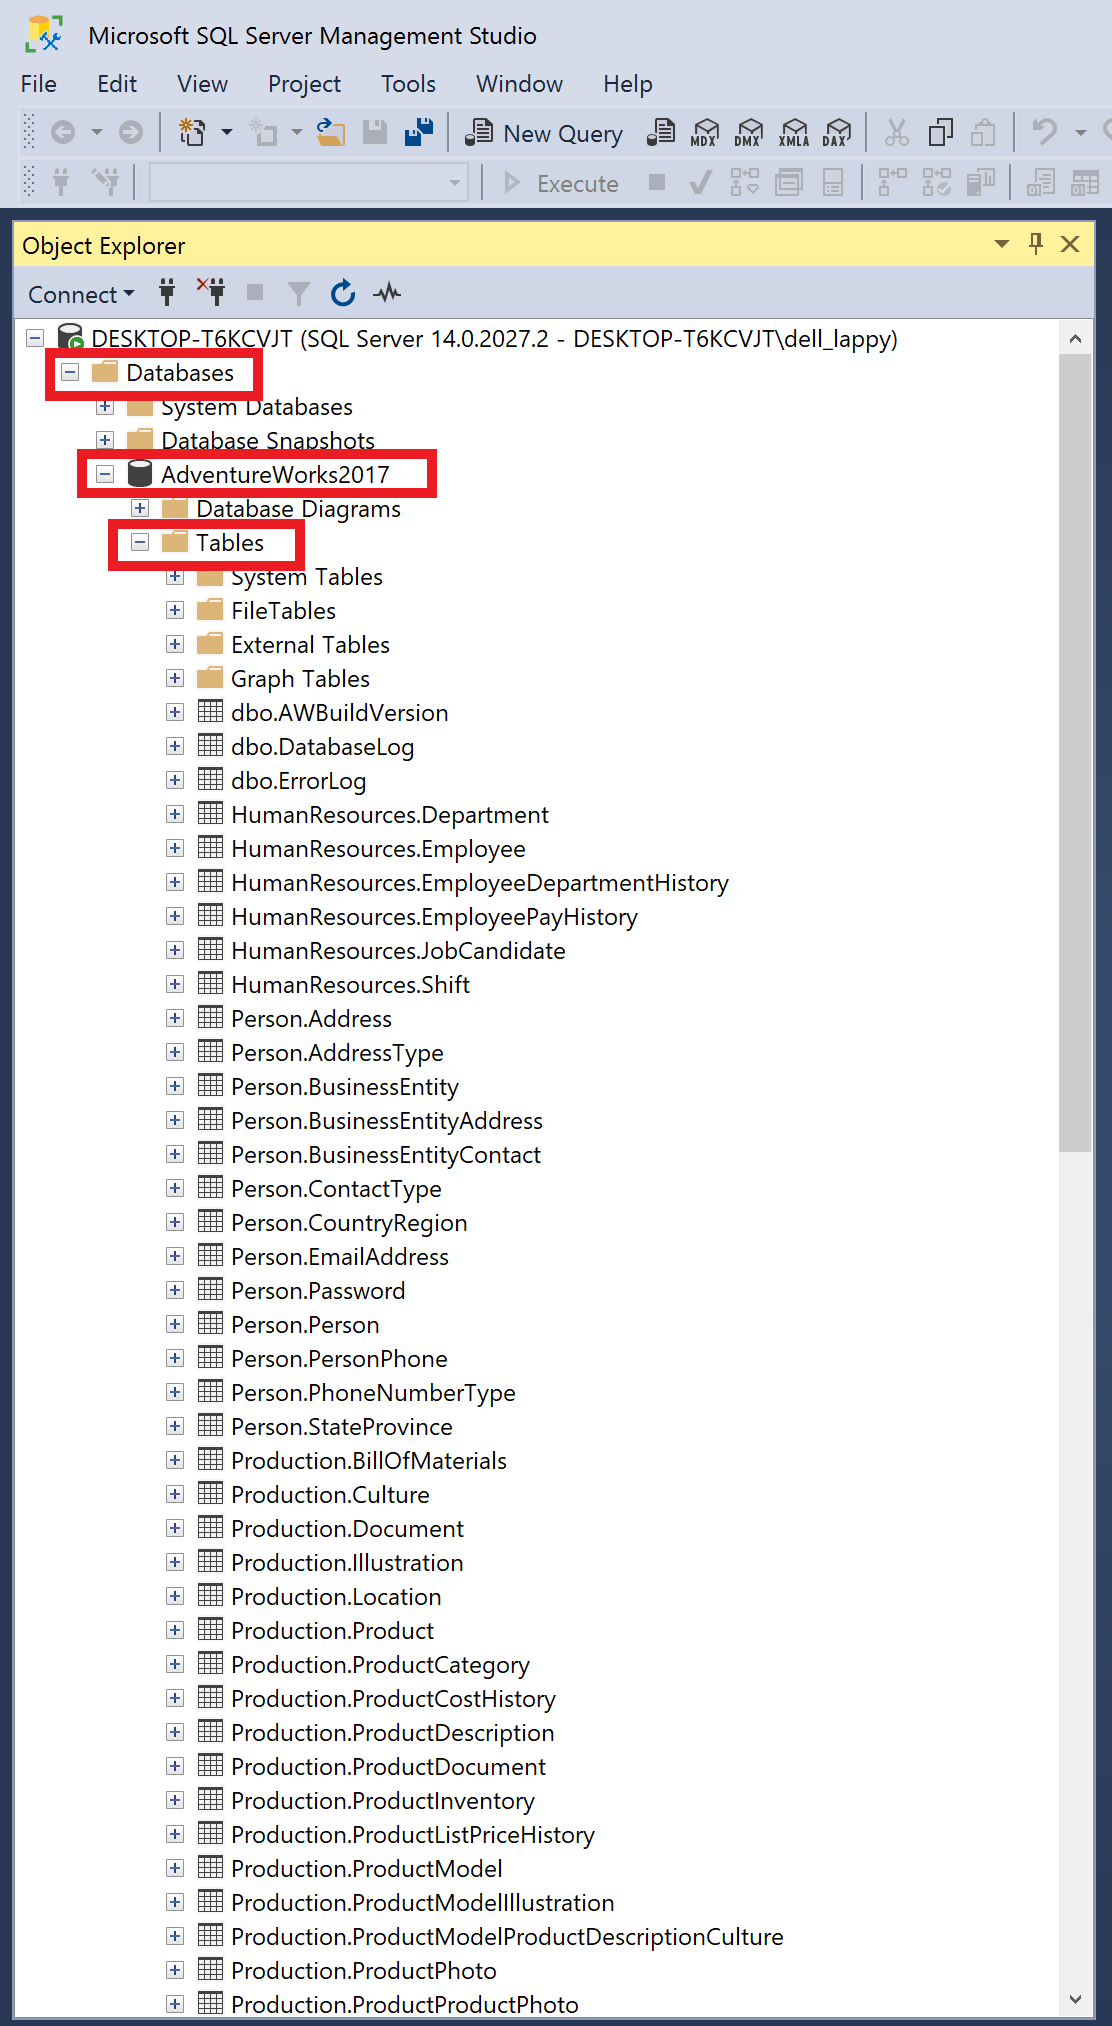 Microsoft SQL Server Management Studio
File Edit View Project Tools Window Help
New Query MDX DMX XMLA DAX
Execute
Object Explorer
Connect
DESKTOP-T6KCVJT (SQL Server 14.0.2027.2 - DESKTOP-T6KCVJT\dell_lappy)
Databases
System Databases
Database Snapshots
AdventureWorks2017
Database Diagrams
Tables
System Tables
FileTables
External Tables
Graph Tables
dbo.AWBuildVersion
dbo.DatabaseLog
dbo.ErrorLog
HumanResources.Department
HumanResources.Employee
HumanResources.EmployeeDepartmentHistory
HumanResources.EmployeePayHistory
HumanResources.JobCandidate
HumanResources.Shift
Person.Address
Person.AddressType
Person.BusinessEntity
Person.BusinessEntityAddress
Person.BusinessEntityContact
Person.ContactType
Person.CountryRegion
Person.EmailAddress
Person.Password
Person.Person
Person.PersonPhone
Person.PhoneNumberType
Person.StateProvince
Production.BillOfMaterials
Production.Culture
Production.Document
Production.Illustration
Production.Location
Production.Product
Production.ProductCategory
Production.ProductCostHistory
Production.ProductDescription
Production.ProductDocument
Production.ProductInventory
Production.ProductListPriceHistory
Production.ProductModel
Production.ProductModelIllustration
Production.ProductModelProductDescriptionCulture
Production.ProductPhoto
Production.ProductProductPhoto